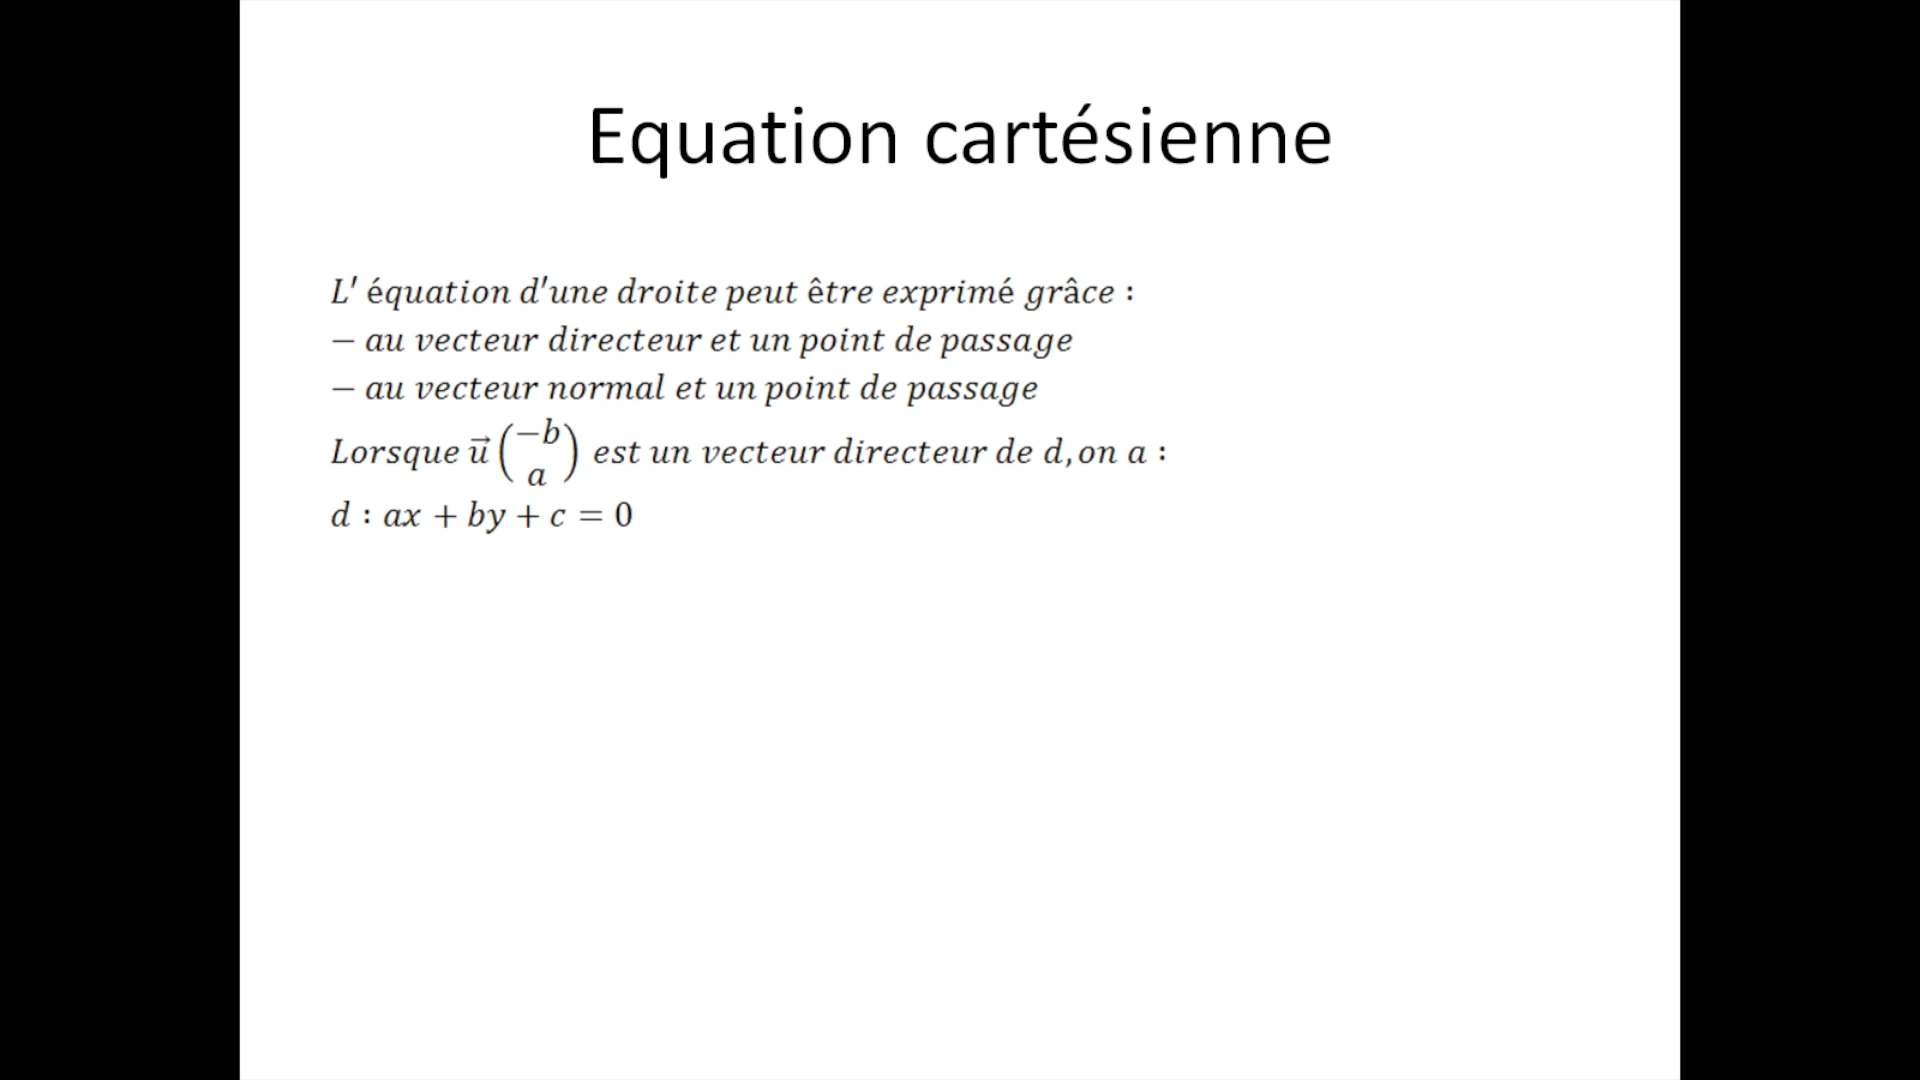 Equation cartésienne
L' équation d'une droite peut être exprimé grâce :
− au vecteur directeur et un point de passage
− au vecteur normal et un point de passage
Lorsque u⃗ (−b a) est un vecteur directeur de d, on a :
d : ax + by + c = 0